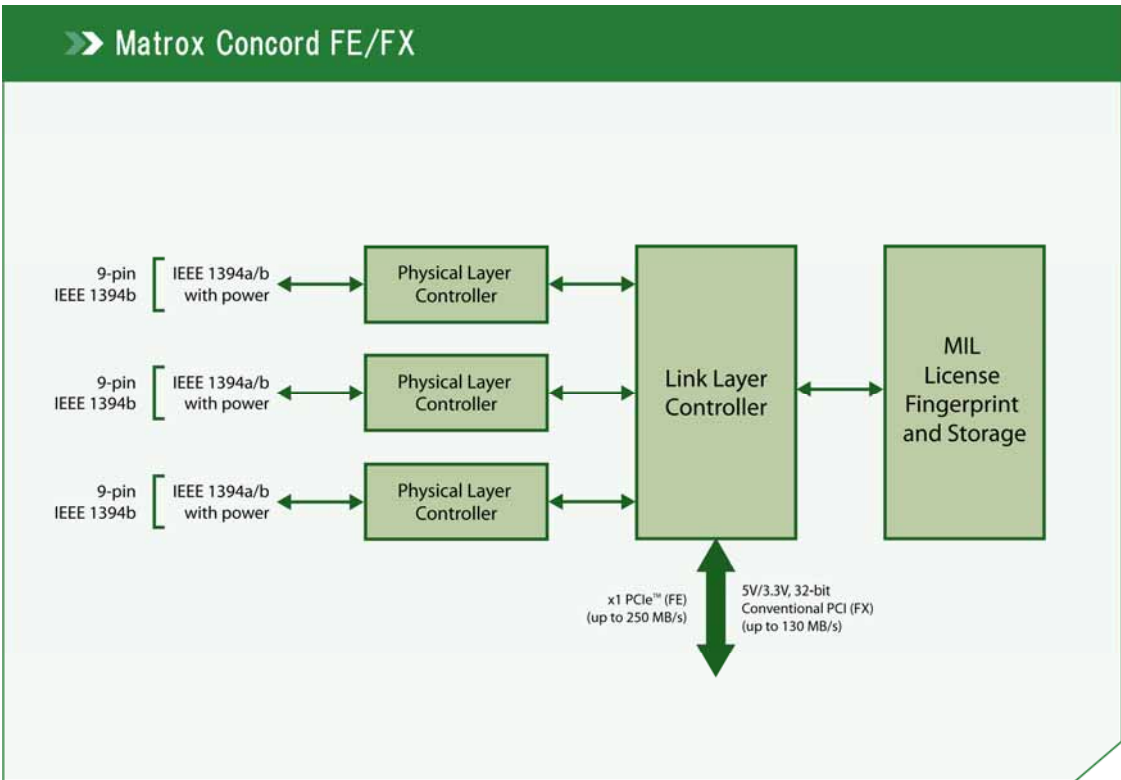 Matrox Concord FE/FX
9-pin
IEEE 1394b
IEEE 1394a/b
with power
Physical Layer
Controller
9-pin
IEEE 1394b
IEEE 1394a/b
with power
Physical Layer
Controller
9-pin
IEEE 1394b
IEEE 1394a/b
with power
Physical Layer
Controller
Link Layer
Controller
MIL
License
Fingerprint
and Storage
x1 PCIe™ (FE)
(up to 250 MB/s)
5V/3.3V, 32-bit
Conventional PCI (FX)
(up to 130 MB/s)